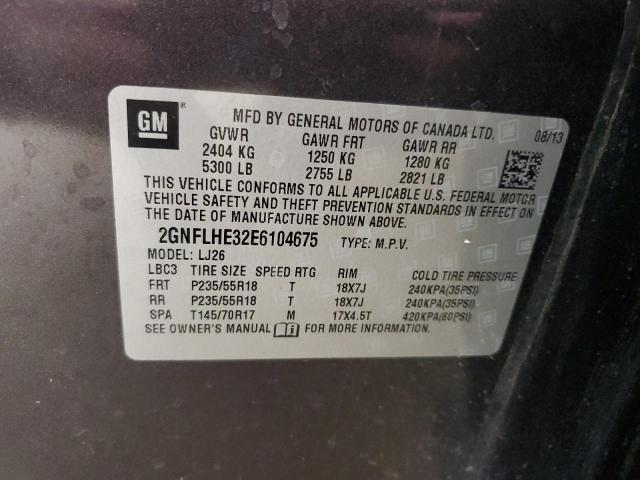 GM ®
MFD BY GENERAL MOTORS OF CANADA LTD. 08/13
GVWR GAWR FRT GAWR RR
2404 KG 1250 KG 1280 KG
5300 LB 2755 LB 2821 LB
THIS VEHICLE CONFORMS TO ALL APPLICABLE U.S. FEDERAL MOTOR
VEHICLE SAFETY AND THEFT PREVENTION STANDARDS IN EFFECT ON
THE DATE OF MANUFACTURE SHOWN ABOVE.
2GNFLHE32E6104675 TYPE: M.P.V.
MODEL: LJ26
LBC3 TIRE SIZE SPEED RTG RIM COLD TIRE PRESSURE
FRT P235/55R18 T 18X7J 240KPA(35PSI)
RR P235/55R18 T 18X7J 240KPA(35PSI)
SPA T145/70R17 M 17X4.5T 420KPA(60PSI)
SEE OWNER'S MANUAL i FOR MORE INFORMATION.